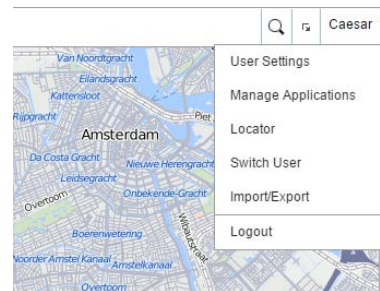 Caesar
User Settings
Manage Applications
Locator
Switch User
Import/Export
Logout
Van Noordtgracht
Eilandsgracht
Kattensloot
Rijpgracht
Piet
Amsterdam
Da Costa Gracht
Nieuwe Herengracht
Leidsegracht
Onbekende-Gracht
Overtoom
Wibautstraat
Boerenwetering
Noorder Amstel Kanaal
Amstelkanaal
Overtoom